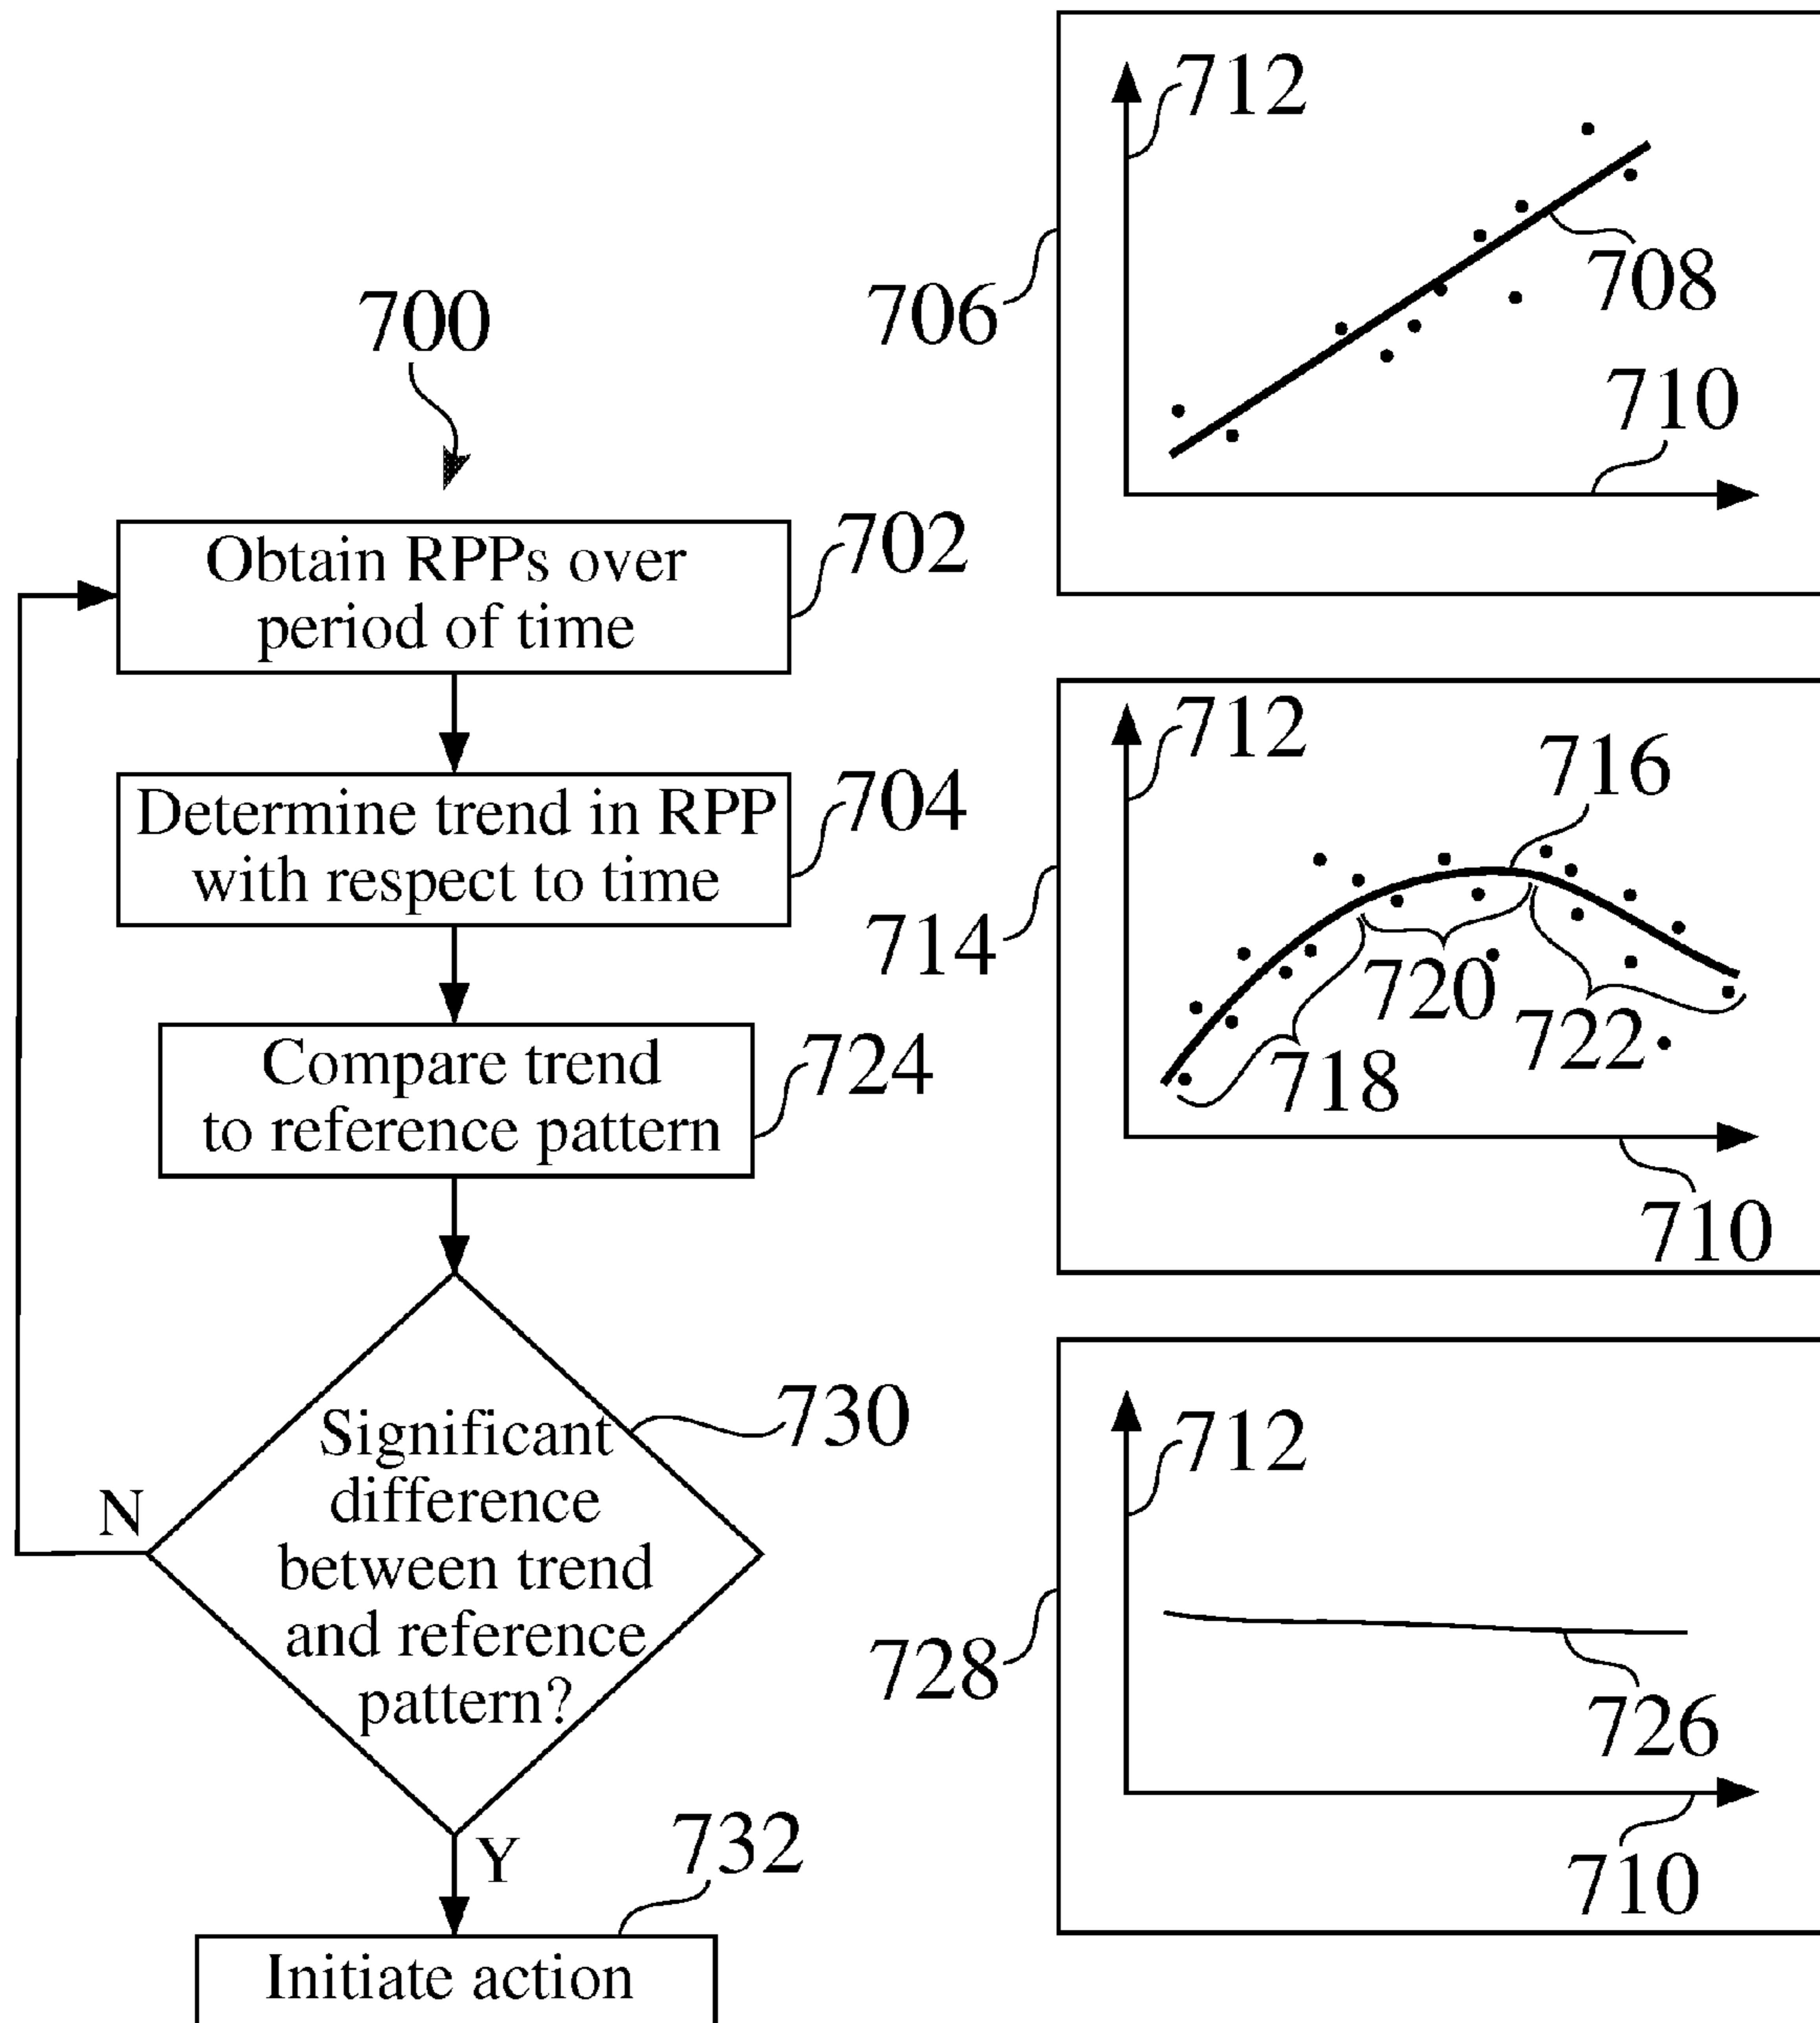 700
Obtain RPPs over
period of time
702
Determine trend in RPP
with respect to time
704
Compare trend
to reference pattern
724
Significant
difference
between trend
and reference
pattern?
730
N
Y
732
Initiate action
712
706
708
710
712
716
714
720
722
718
710
712
728
726
710